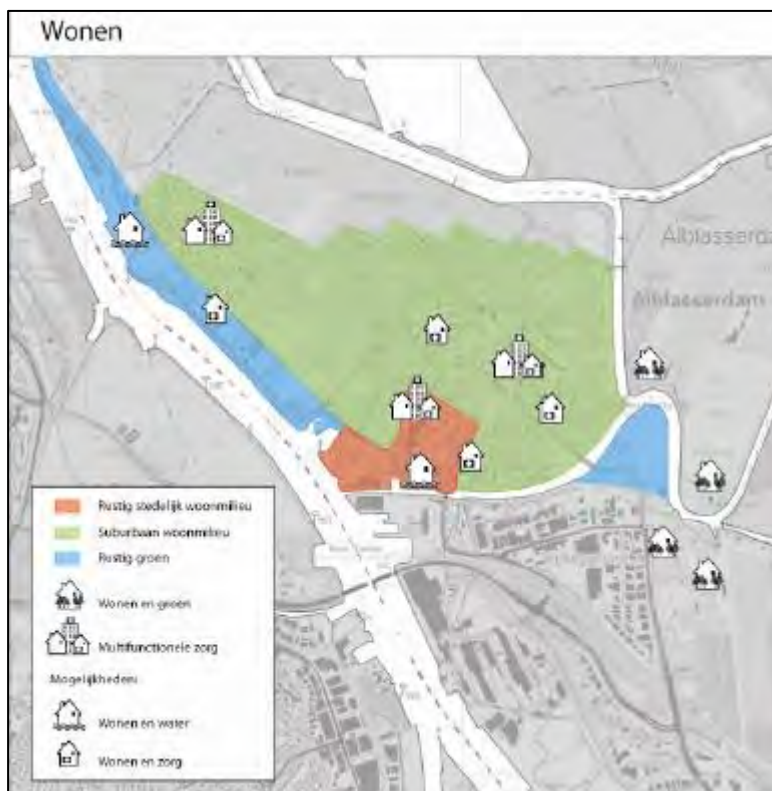 Wonen
Alblasserda
Alblasserdam
Rustig stedelijk woonmilieu
Suburbaan woonmilieu
Rustig groen
Wonen en groen
Multifunctionele zorg
Mogelijkheden:
Wonen en water
Wonen en zorg